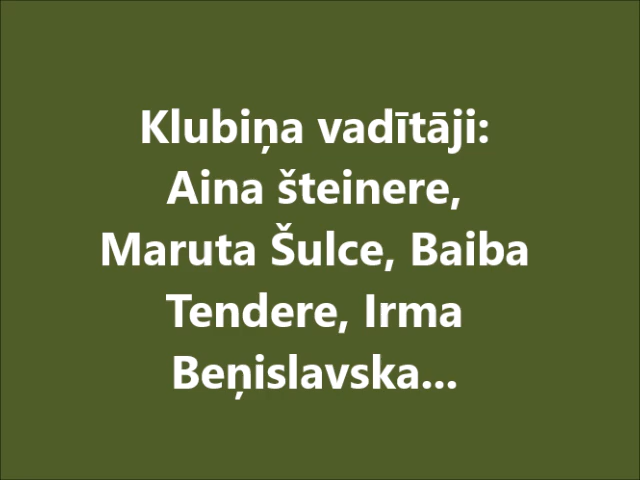 Klubiņa vadītāji:
Aina šteinere,
Maruta Šulce, Baiba
Tendere, Irma
Beņislavska...